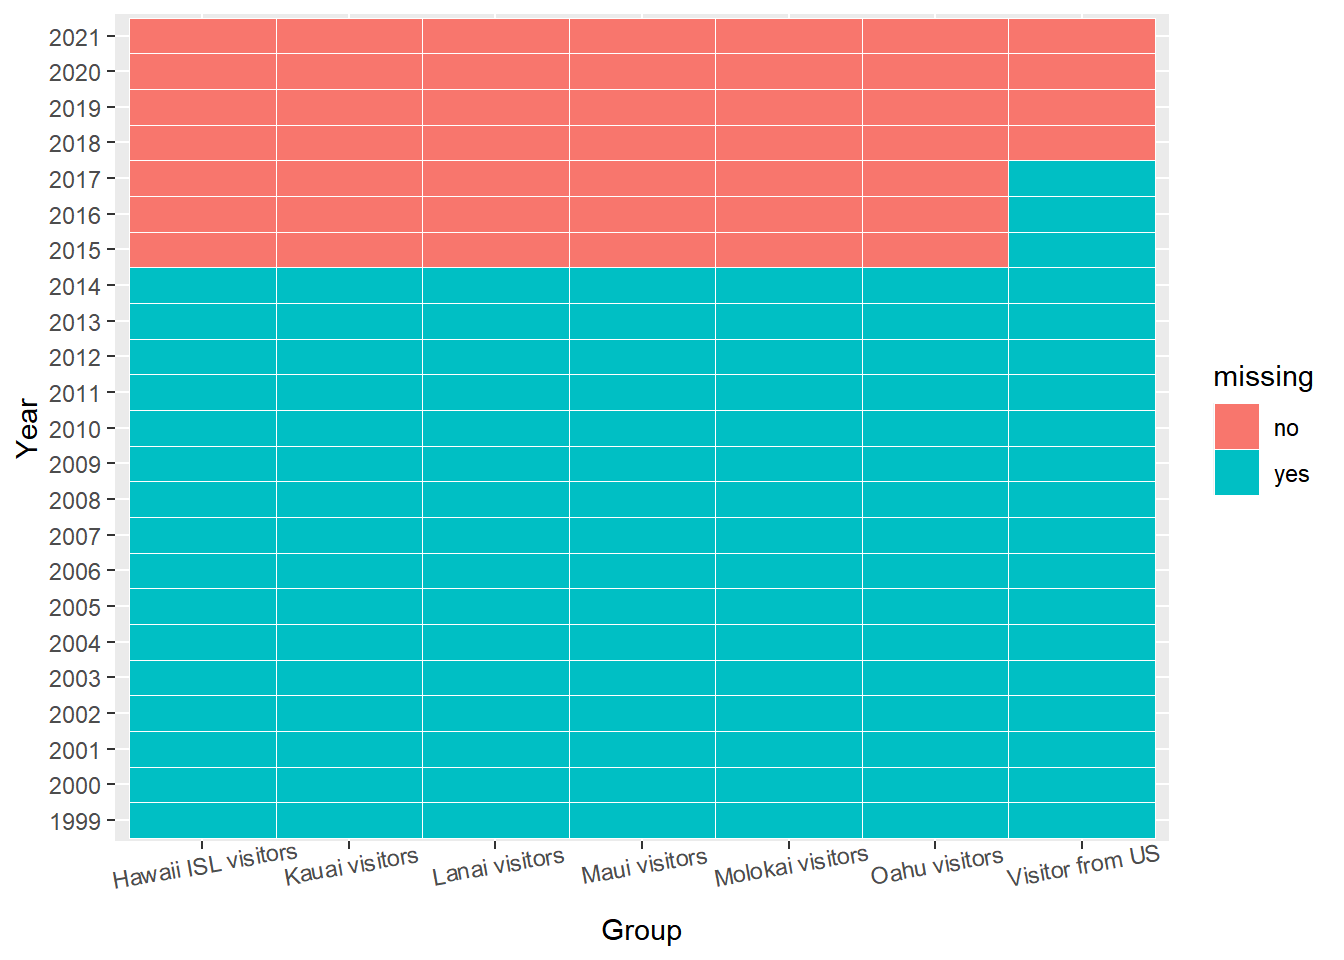 2021
2020
2019
2018
2017
2016
2015
2014
2013
2012
2011
2010
2009
2008
2007
2006
2005
2004
2003
2002
2001
2000
1999
Year
Hawaii ISL visitors
Kauai visitors
Lanai visitors
Maui visitors
Molokai visitors
Oahu visitors
Visitor from US
Group
missing
no
yes